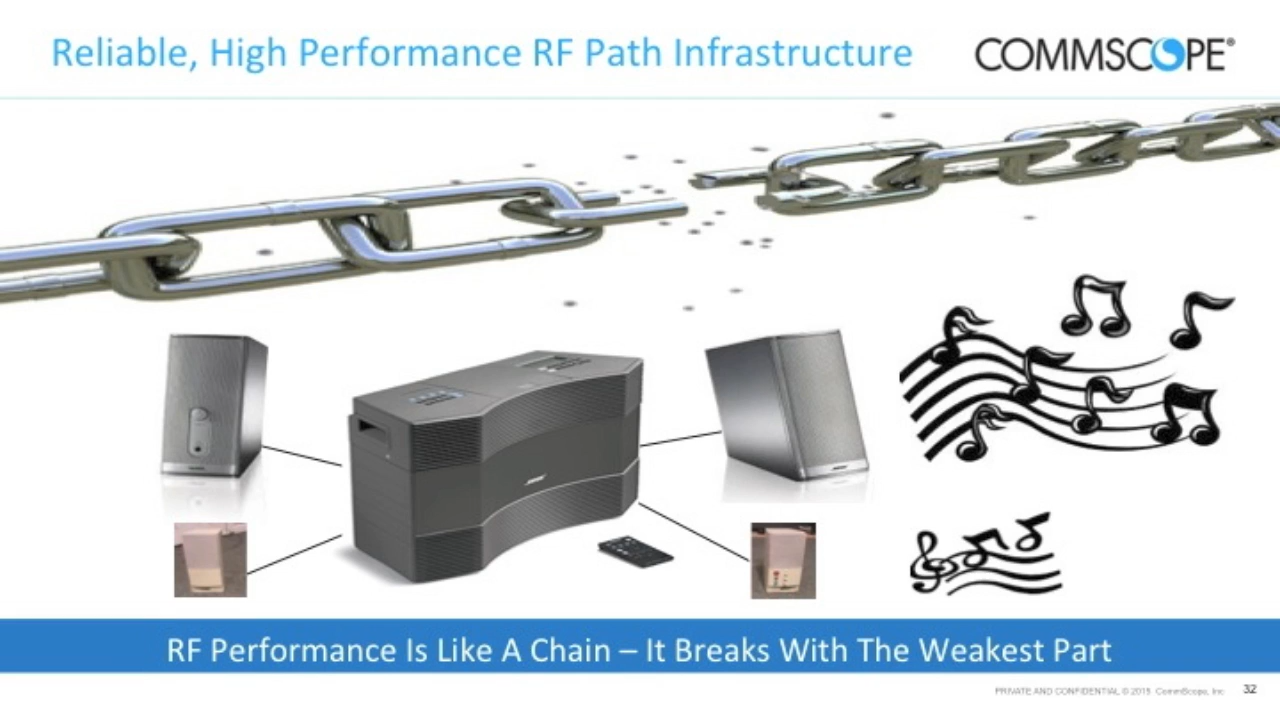 Reliable, High Performance RF Path Infrastructure
COMMSCOPE®
RF Performance Is Like A Chain – It Breaks With The Weakest Part
PRIVATE AND CONFIDENTIAL © 2015 CommScope, Inc
32